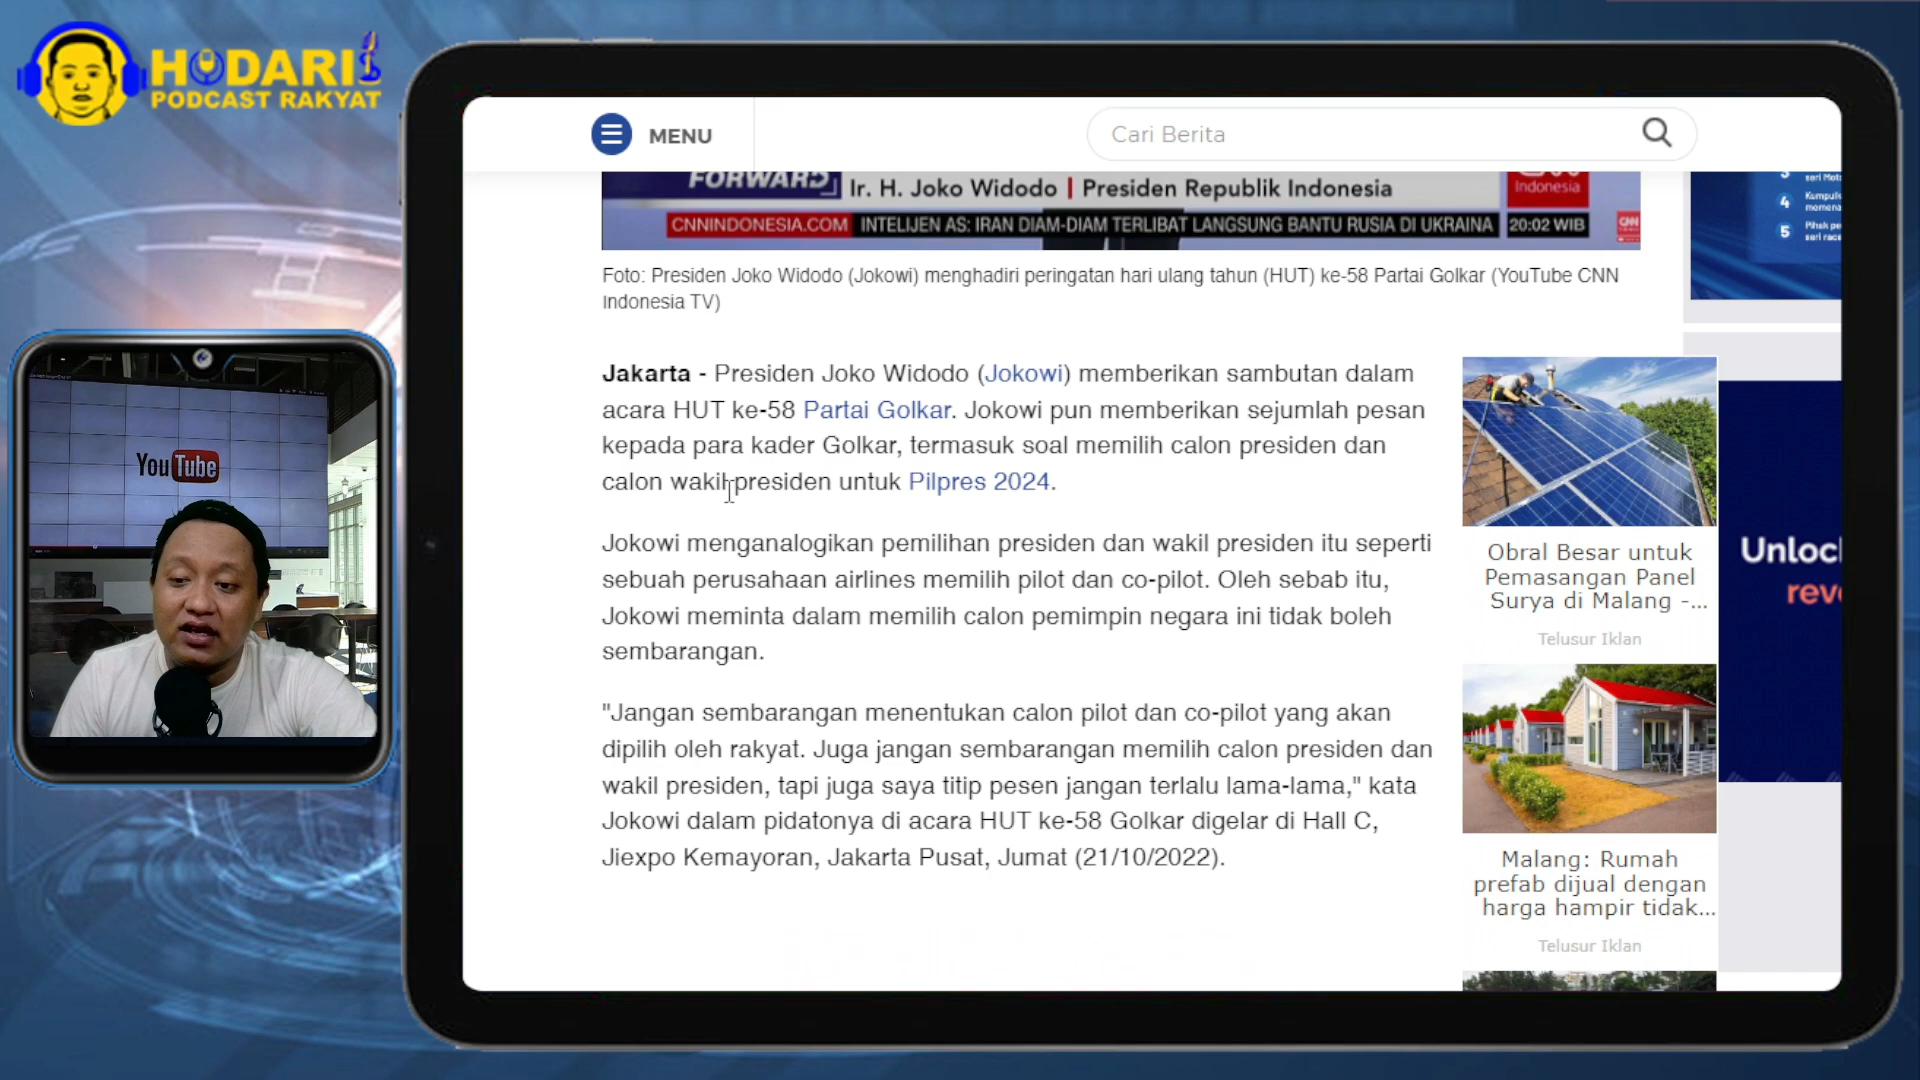 HODARI
PODCAST RAKYAT
YouTube
MENU
Cari Berita
FORWARD
Ir. H. Joko Widodo | Presiden Republik Indonesia
Indonesia
CNNINDONESIA.COM INTELIJEN AS: IRAN DIAM-DIAM TERLIBAT LANGSUNG BANTU RUSIA DI UKRAINA 20:02 WIB
CNN
Foto: Presiden Joko Widodo (Jokowi) menghadiri peringatan hari ulang tahun (HUT) ke-58 Partai Golkar (YouTube CNN
Indonesia TV)
Jakarta - Presiden Joko Widodo (Jokowi) memberikan sambutan dalam
acara HUT ke-58 Partai Golkar. Jokowi pun memberikan sejumlah pesan
kepada para kader Golkar, termasuk soal memilih calon presiden dan
calon wakil presiden untuk Pilpres 2024.
Jokowi menganalogikan pemilihan presiden dan wakil presiden itu seperti
sebuah perusahaan airlines memilih pilot dan co-pilot. Oleh sebab itu,
Jokowi meminta dalam memilih calon pemimpin negara ini tidak boleh
sembarangan.
"Jangan sembarangan menentukan calon pilot dan co-pilot yang akan
dipilih oleh rakyat. Juga jangan sembarangan memilih calon presiden dan
wakil presiden, tapi juga saya titip pesen jangan terlalu lama-lama," kata
Jokowi dalam pidatonya di acara HUT ke-58 Golkar digelar di Hall C,
Jiexpo Kemayoran, Jakarta Pusat, Jumat (21/10/2022).
4
5
Obral Besar untuk
Pemasangan Panel
Surya di Malang -...
Telusur Iklan
Malang: Rumah
prefab dijual dengan
harga hampir tidak...
Telusur Iklan